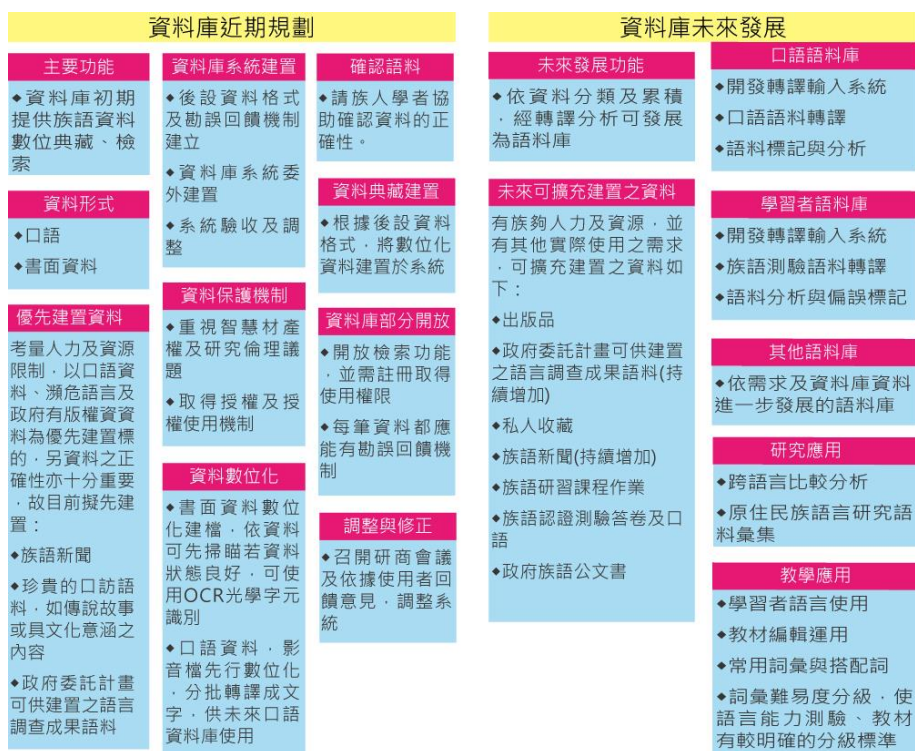 資料庫近期規劃
主要功能
◆資料庫初期
提供族語資料
數位典藏、檢
索
資料形式
◆口語
◆書面資料
優先建置資料
考量人力及資源
限制，以口語資
料、瀕危語言及
政府有版權資資
料為優先建置標
的，另資料之正
確性亦十分重要
，故目前擬先建
置：
◆族語新聞
◆珍貴的口訪語
料，如傳說故事
或具文化意涵之
內容
◆政府委託計畫
可供建置之語言
調查成果語料
資料庫系統建置
◆後設資料格式
及勘誤回饋機制
建立
◆資料庫系統委
外建置
◆系統驗收及調
整
資料保護機制
◆重視智慧材產
權及研究倫理議
題
◆取得授權及授
權使用機制
資料數位化
◆書面資料數位
化建檔，依資料
可先掃瞄若資料
狀態良好，可使
用OCR光學字元
識別
◆口語資料，影
音檔先行數位化
，分批轉譯成文
字，供未來口語
資料庫使用
確認語料
◆請族人學者協
助確認資料的正
確性。
資料典藏建置
◆根據後設資料
格式，將數位化
資料建置於系統
資料庫部分開放
◆開放檢索功能
，並需註冊取得
使用權限
◆每筆資料都應
能有勘誤回饋機
制
調整與修正
◆召開研商會議
及依據使用者回
饋意見，調整系
統
資料庫未來發展
未來發展功能
◆依資料分類及累積
，經轉譯分析可發展
為語料庫
未來可擴充建置之資料
有族夠人力及資源，並
有其他實際使用之需求
，可擴充建置之資料如
下：
◆出版品
◆政府委託計畫可供建置
之語言調查成果語料(持
續增加)
◆私人收藏
◆族語新聞(持續增加)
◆族語研習課程作業
◆族語認證測驗答卷及口
語
◆政府族語公文書
口語語料庫
◆開發轉譯輸入系統
◆口語語料轉譯
◆語料標記與分析
學習者語料庫
◆開發轉譯輸入系統
◆族語測驗語料轉譯
◆語料分析與偏誤標記
其他語料庫
◆依需求及資料庫資料
進一步發展的語料庫
研究應用
◆跨語言比較分析
◆原住民族語言研究語
料彙集
教學應用
◆學習者語言使用
◆教材編輯運用
◆常用詞彙與搭配詞
◆詞彙難易度分級，使
語言能力測驗、教材
有較明確的分級標準